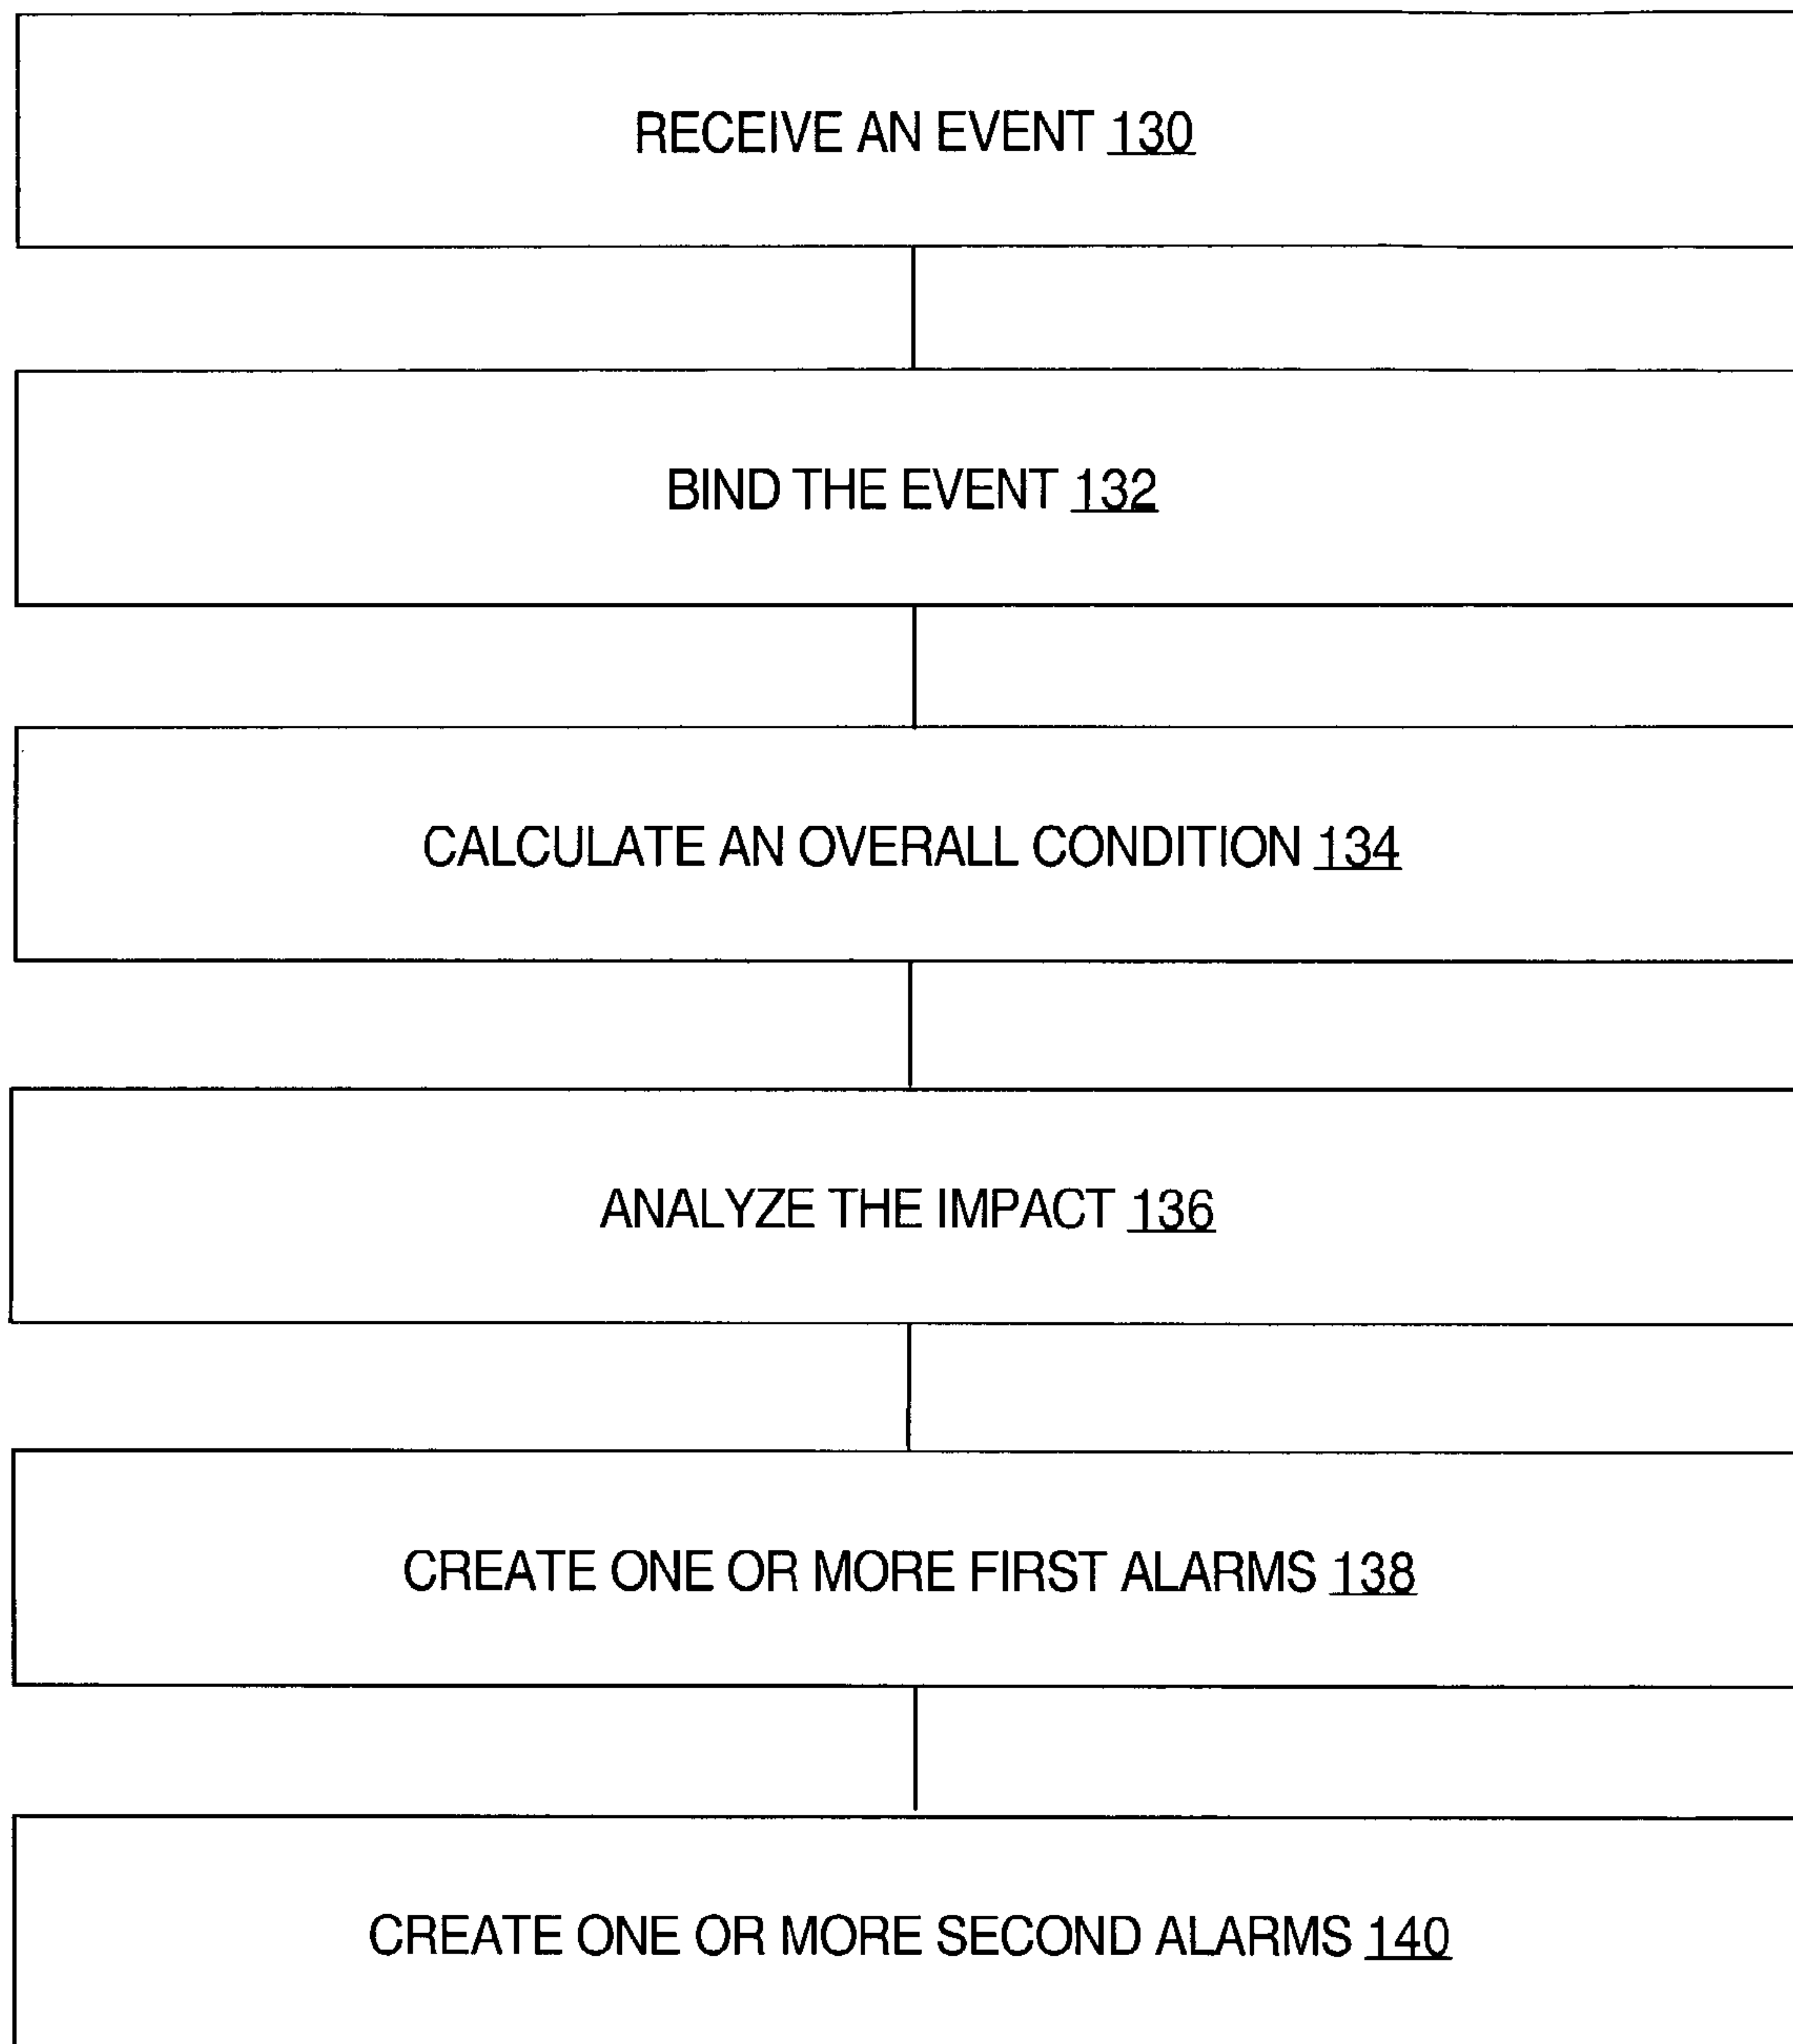 RECEIVE AN EVENT 130
BIND THE EVENT 132
CALCULATE AN OVERALL CONDITION 134
ANALYZE THE IMPACT 136
CREATE ONE OR MORE FIRST ALARMS 138
CREATE ONE OR MORE SECOND ALARMS 140